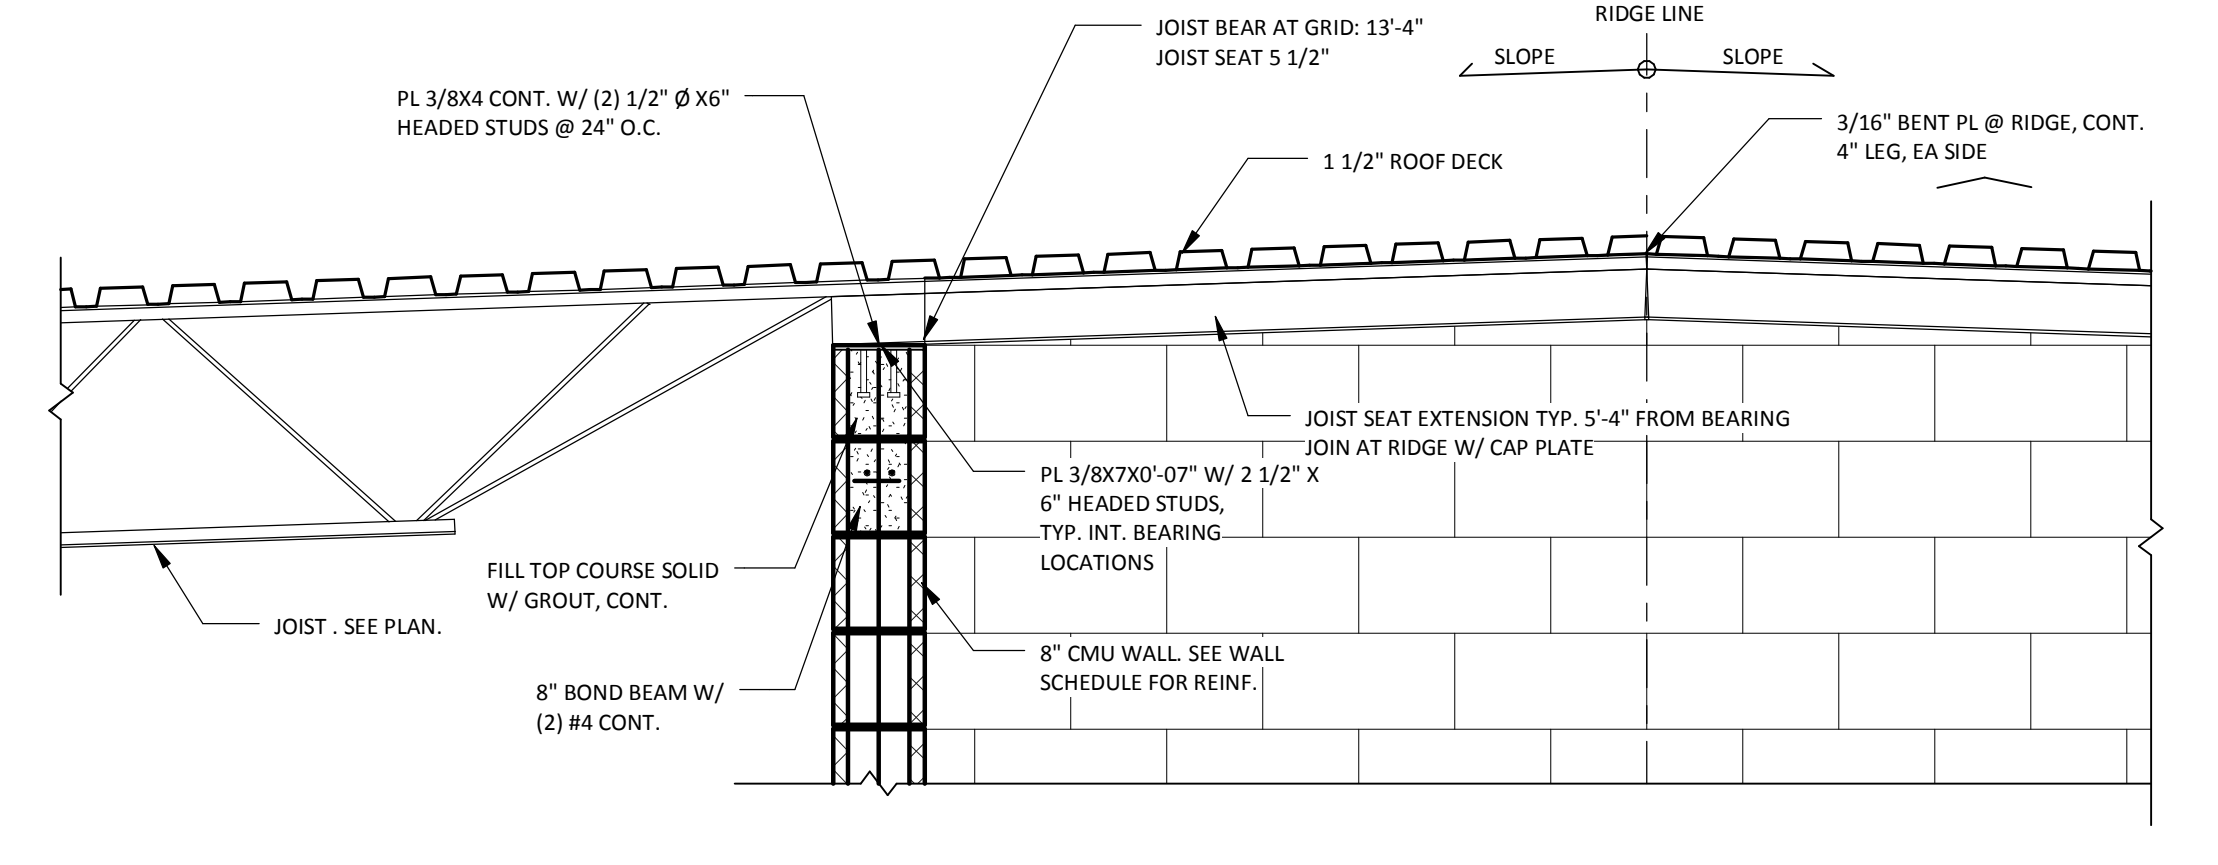 RIDGE LINE
SLOPE
SLOPE
JOIST BEAR AT GRID: 13'-4"
JOIST SEAT 5 1/2"
PL 3/8X4 CONT. W/ (2) 1/2" Ø X6"
HEADED STUDS @ 24" O.C.
3/16" BENT PL @ RIDGE, CONT.
4" LEG, EA SIDE
1 1/2" ROOF DECK
JOIST SEAT EXTENSION TYP. 5'-4" FROM BEARING
JOIN AT RIDGE W/ CAP PLATE
PL 3/8X7X0'-07" W/ 2 1/2" X
6" HEADED STUDS,
TYP. INT. BEARING
LOCATIONS
FILL TOP COURSE SOLID
W/ GROUT, CONT.
JOIST . SEE PLAN.
8" CMU WALL. SEE WALL
SCHEDULE FOR REINF.
8" BOND BEAM W/
(2) #4 CONT.